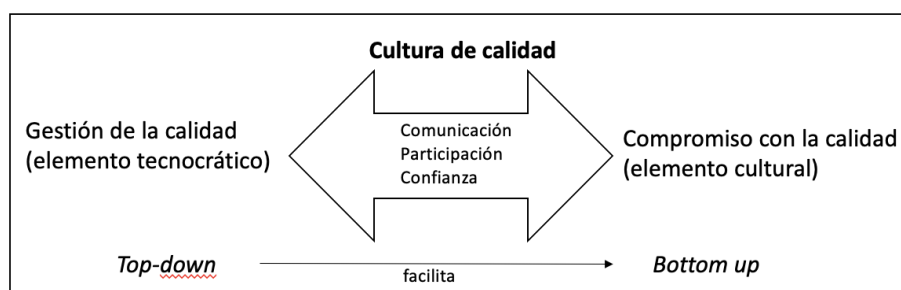 Cultura de calidad
Gestión de la calidad
(elemento tecnocrático)
Comunicación
Participación
Confianza
Compromiso con la calidad
(elemento cultural)
Top-down
facilita
Bottom up